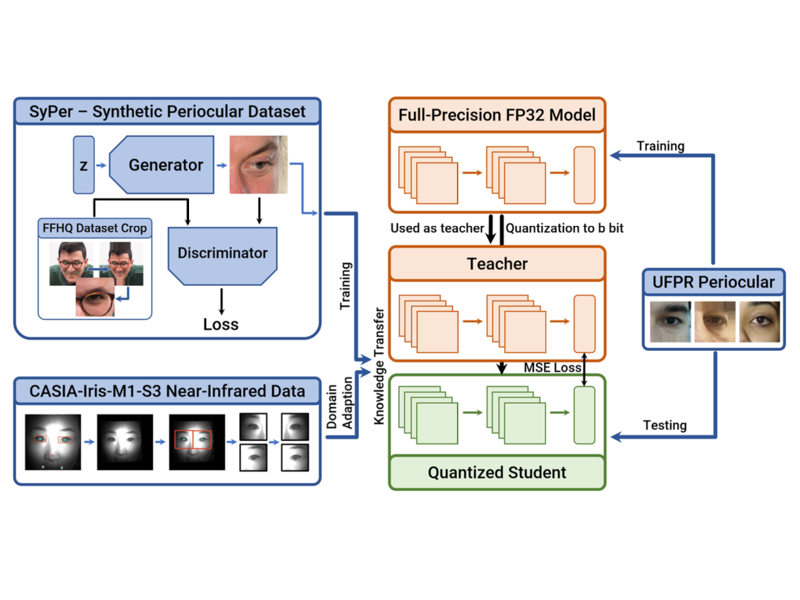 SyPer – Synthetic Periocular Dataset
z
Generator
FFHQ Dataset Crop
Discriminator
Loss
Training
CASIA-Iris-M1-S3 Near-Infrared Data
Domain
Adaption
Knowledge Transfer
Full-Precision FP32 Model
Used as teacher
Quantization to b bit
Teacher
MSE Loss
Quantized Student
Training
UFPR Periocular
Testing